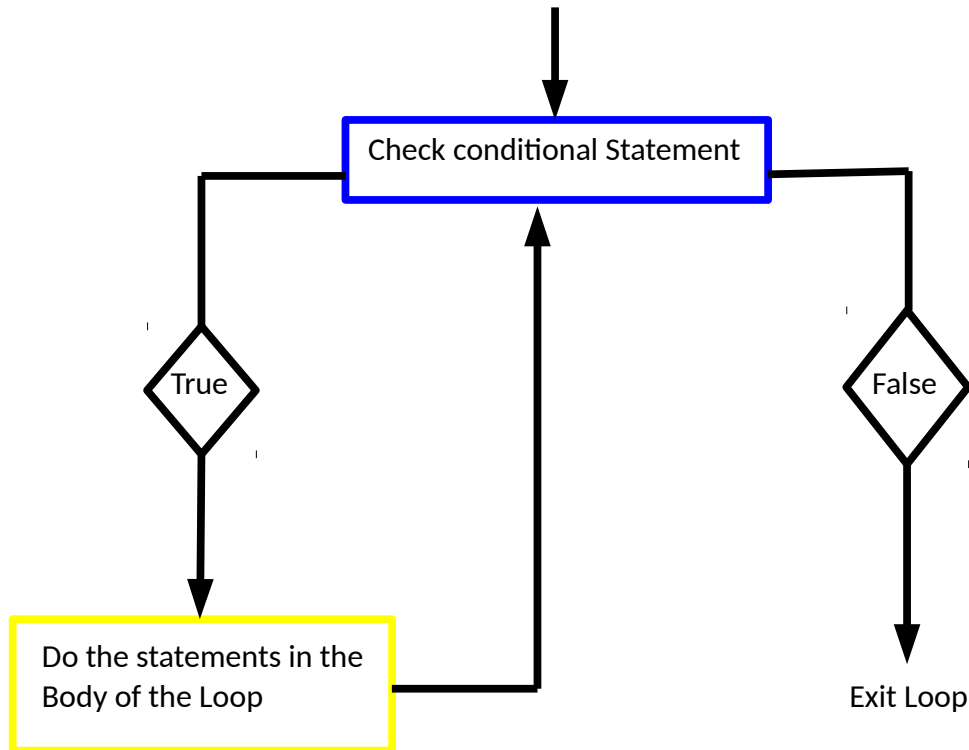 Check conditional Statement
True
False
Do the statements in the
Body of the Loop
Exit Loop